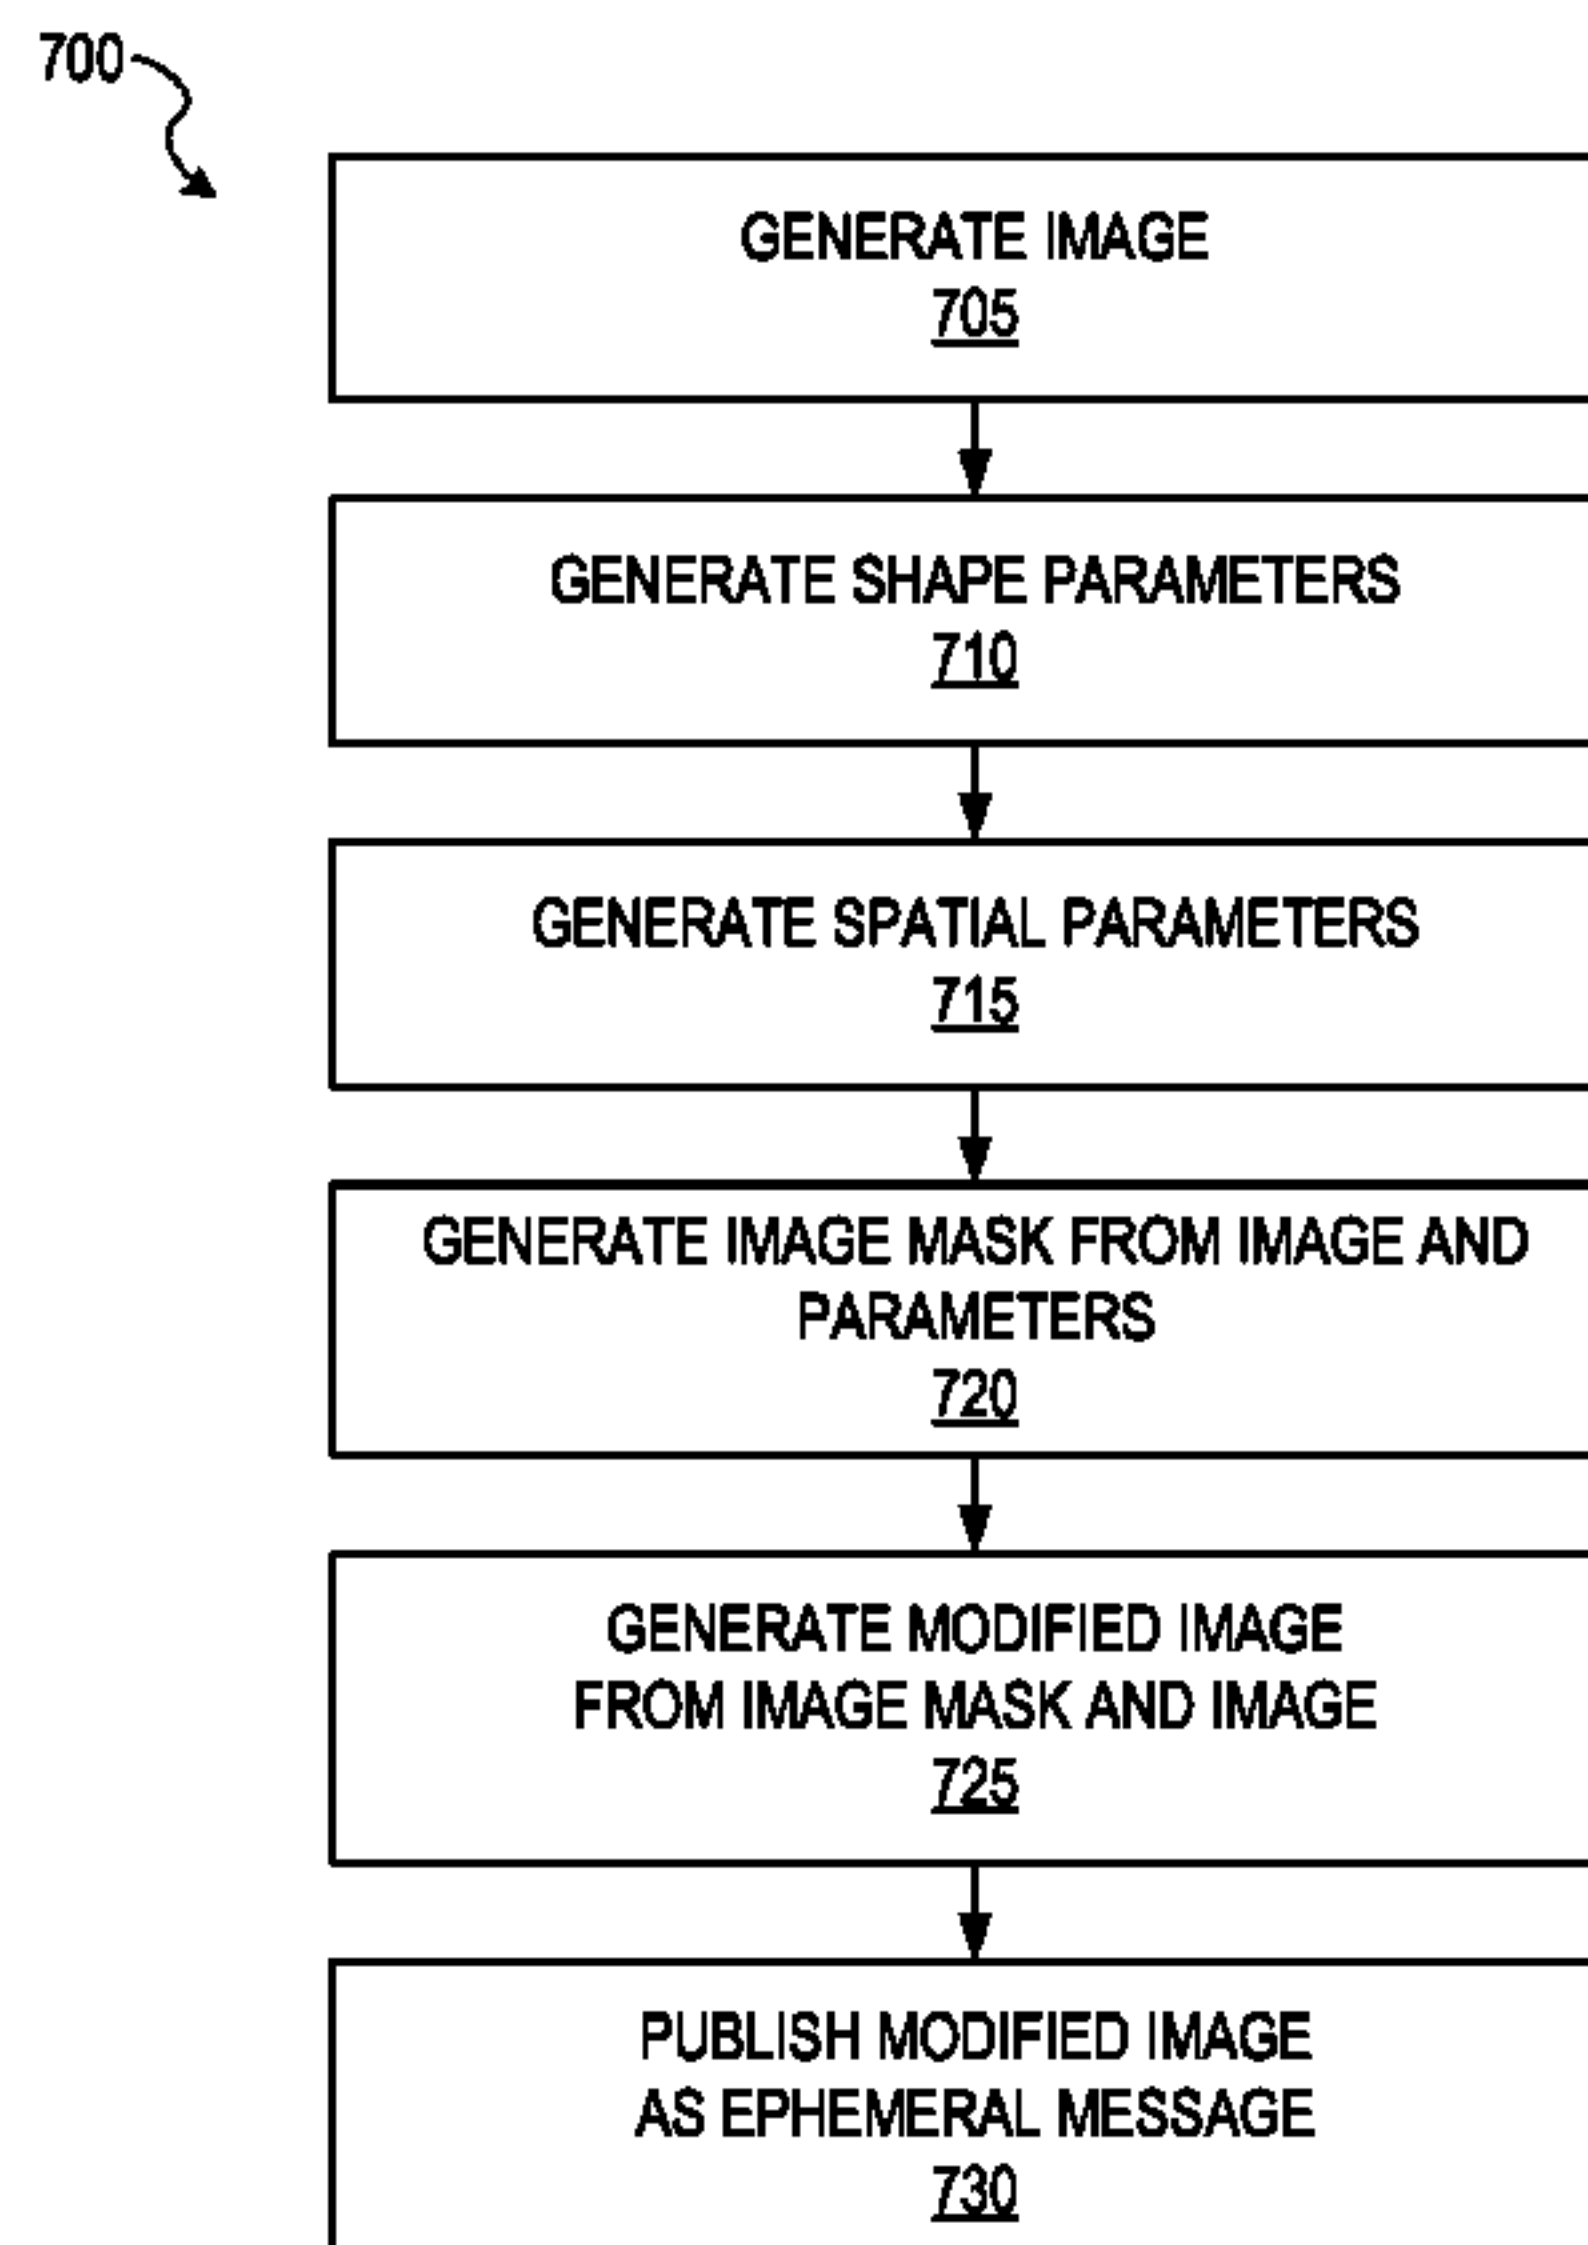 700
GENERATE IMAGE
705
GENERATE SHAPE PARAMETERS
710
GENERATE SPATIAL PARAMETERS
715
GENERATE IMAGE MASK FROM IMAGE AND
PARAMETERS
720
GENERATE MODIFIED IMAGE
FROM IMAGE MASK AND IMAGE
725
PUBLISH MODIFIED IMAGE
AS EPHEMERAL MESSAGE
730